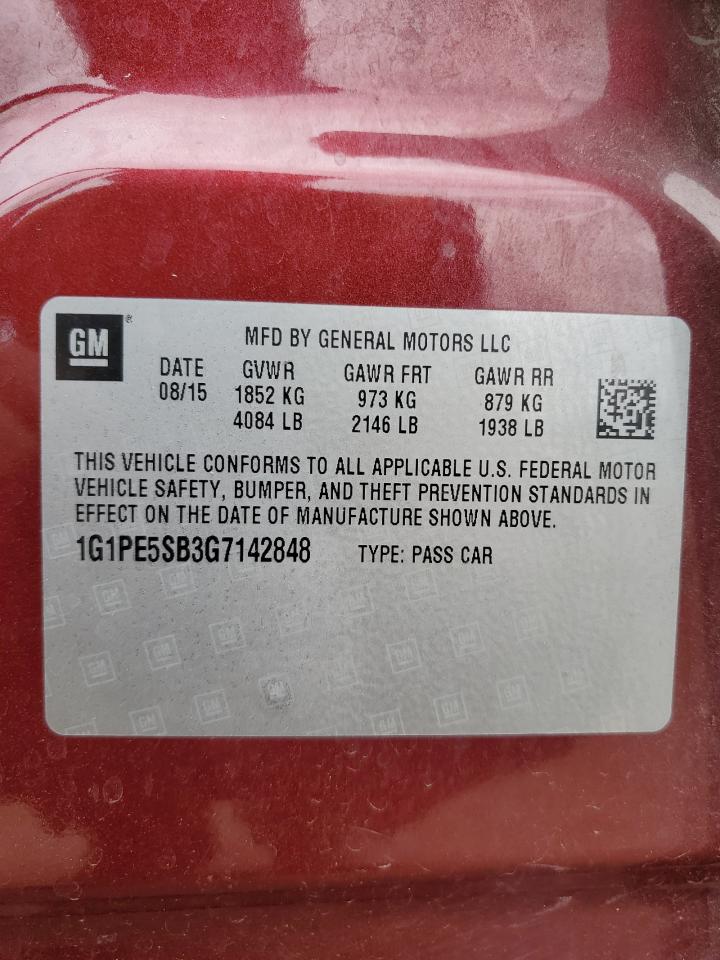 GM ®
MFD BY GENERAL MOTORS LLC
DATE GVWR GAWR FRT GAWR RR
08/15 1852 KG 973 KG 879 KG
4084 LB 2146 LB 1938 LB
THIS VEHICLE CONFORMS TO ALL APPLICABLE U.S. FEDERAL MOTOR
VEHICLE SAFETY, BUMPER, AND THEFT PREVENTION STANDARDS IN
EFFECT ON THE DATE OF MANUFACTURE SHOWN ABOVE.
1G1PE5SB3G7142848 TYPE: PASS CAR